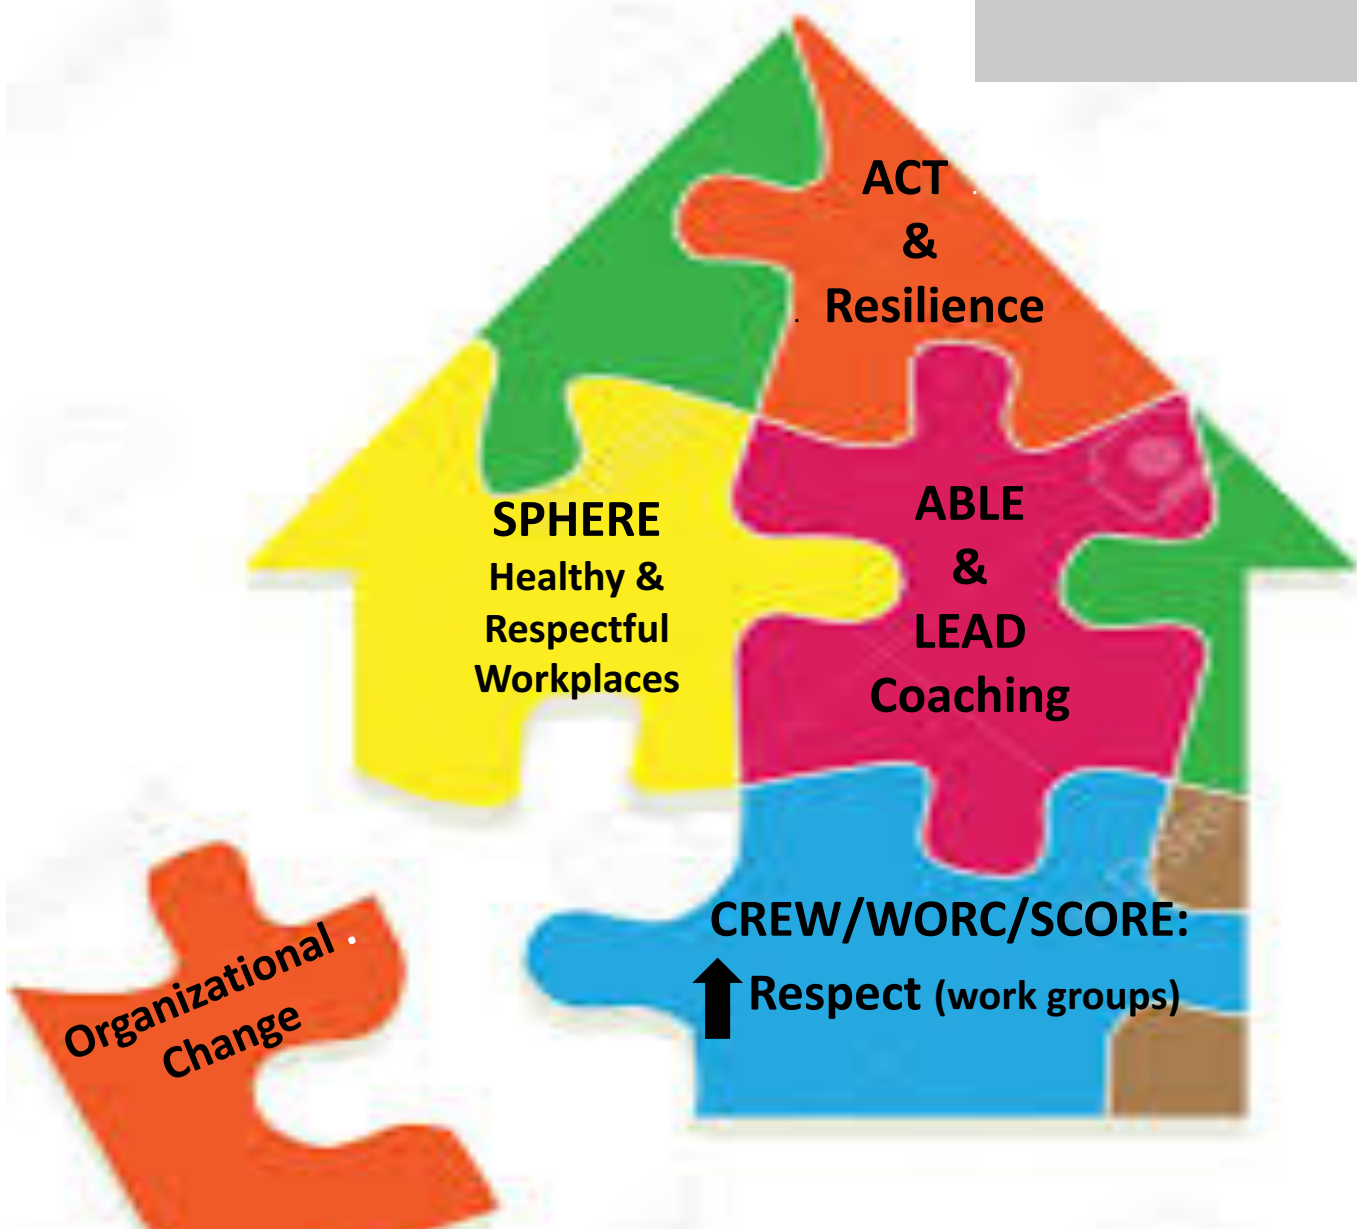 ACT
&
Resilience
SPHERE
Healthy &
Respectful
Workplaces
ABLE
&
LEAD
Coaching
CREW/WORC/SCORE:
Respect (work groups)
Organizational
Change